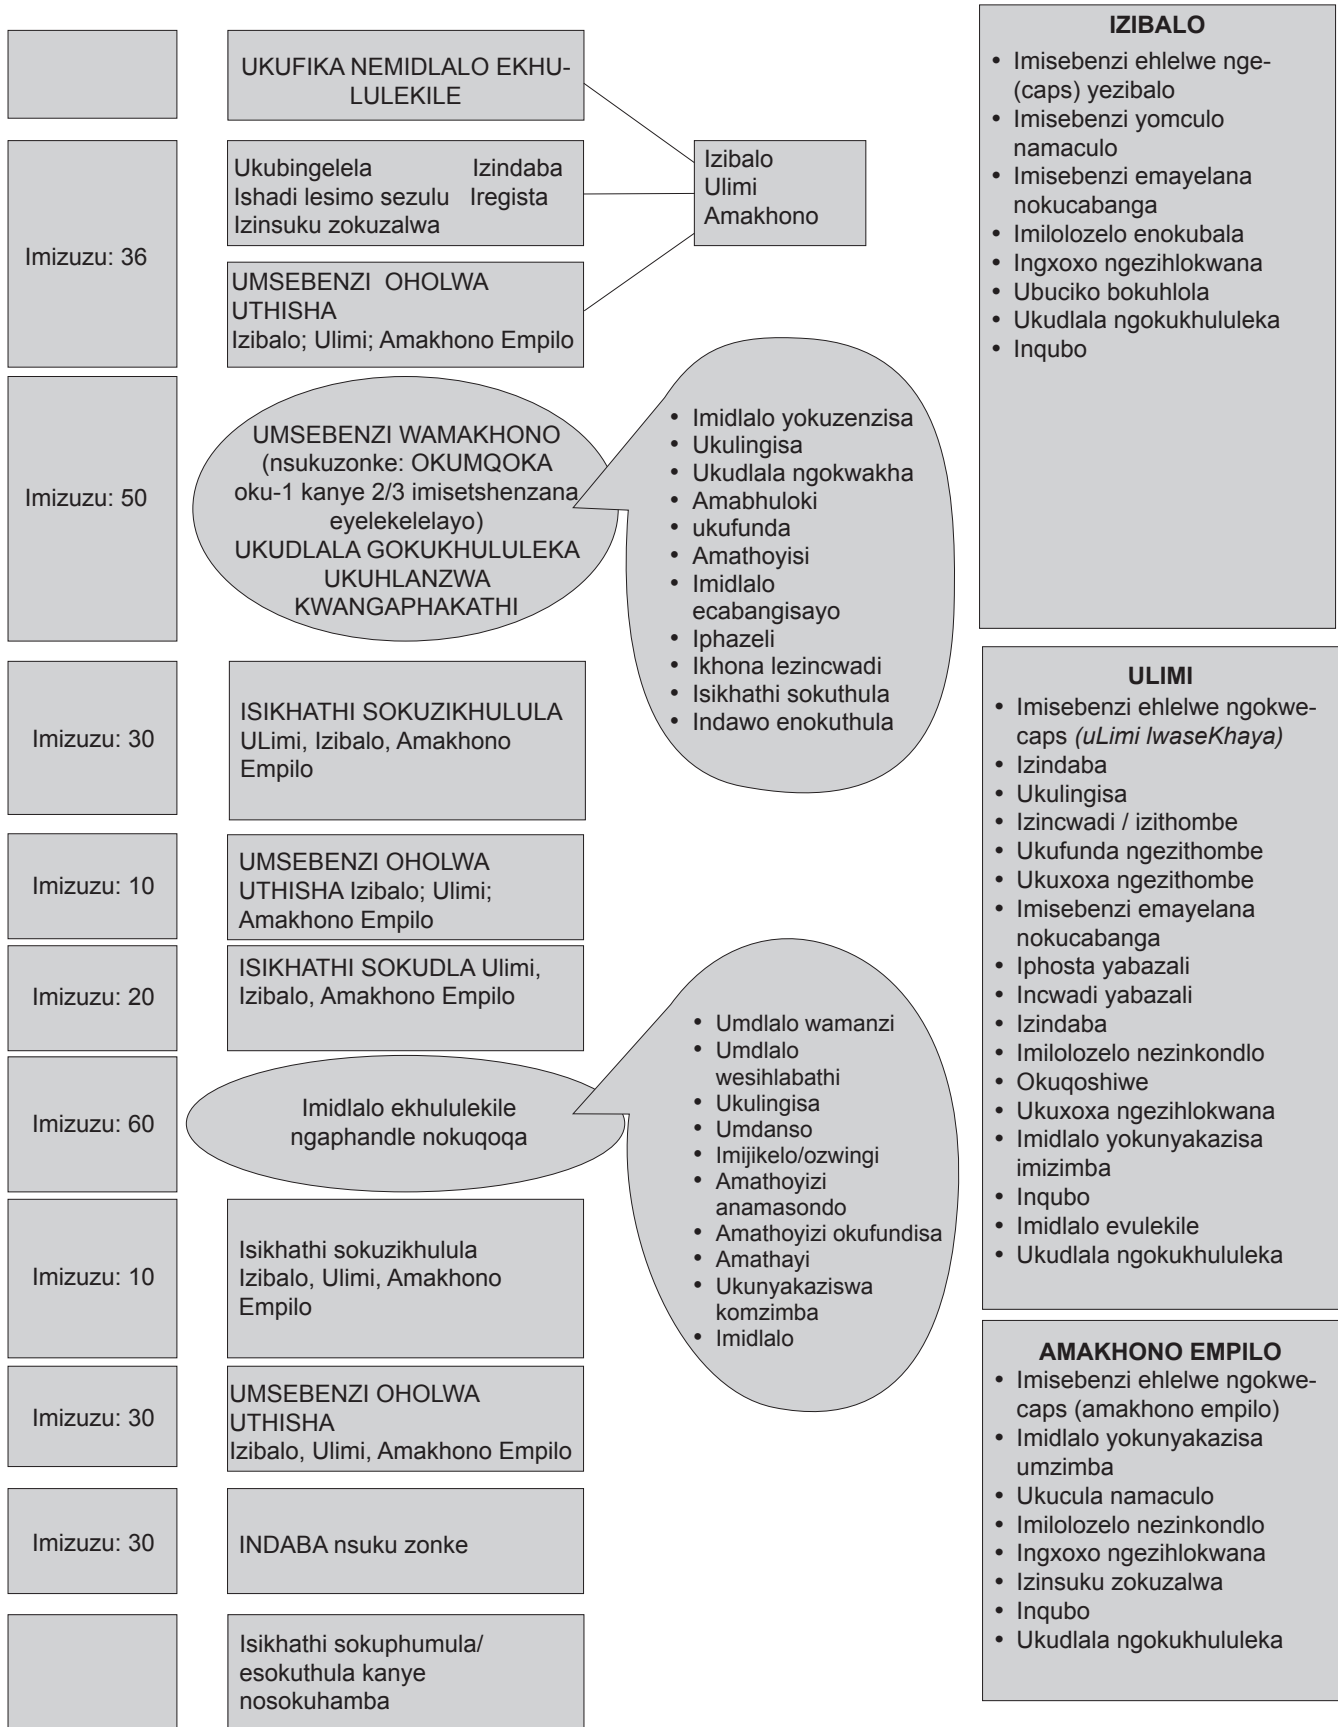 UKUFIKA NEMIDLALO EKHU-
LULEKILE
Imizuzu: 36
Ukubingelela Izindaba
Ishadi lesimo sezulu Iregista
Izinsuku zokuzalwa
UMSEBENZI OHOLWA
UTHISHA
Izibalo; Ulimi; Amakhono Empilo
Izibalo
Ulimi
Amakhono
Imizuzu: 50
UMSEBENZI WAMAKHONO
(nsukuzonke: OKUMQOKA
oku-1 kanye 2/3 imisetshenzana
eyelekelelayo)
UKUDLALA GOKUKHULULEKA
UKUHLANZWA
KWANGAPHAKATHI
• Imidlalo yokuzenzisa
• Ukulingisa
• Ukudlala ngokwakha
• Amabhuloki
• ukufunda
• Amathoyisi
• Imidlalo
ecabangisayo
• Iphazeli
• Ikhona lezincwadi
• Isikhathi sokuthula
• Indawo enokuthula
Imizuzu: 30
ISIKHATHI SOKUZIKHULULA
ULimi, Izibalo, Amakhono
Empilo
Imizuzu: 10
UMSEBENZI OHOLWA
UTHISHA Izibalo; Ulimi;
Amakhono Empilo
Imizuzu: 20
ISIKHATHI SOKUDLA Ulimi,
Izibalo, Amakhono Empilo
Imizuzu: 60
Imidlalo ekhululekile
ngaphandle nokuqoqa
• Umdlalo wamanzi
• Umdlalo
wesihlabathi
• Ukulingisa
• Umdanso
• Imijikelo/ozwingi
• Amathoyizi
anamasondo
• Amathoyizi okufundisa
• Amathayi
• Ukunyakaziswa
komzimba
• Imidlalo
Imizuzu: 10
Isikhathi sokuzikhulula
Izibalo, Ulimi, Amakhono
Empilo
Imizuzu: 30
UMSEBENZI OHOLWA
UTHISHA
Izibalo, Ulimi, Amakhono Empilo
Imizuzu: 30
INDABA nsuku zonke
Isikhathi sokuphumula/
esokuthula kanye
nosokuhamba
IZIBALO
• Imisebenzi ehlelwe nge-
(caps) yezibalo
• Imisebenzi yomculo
namaculo
• Imisebenzi emayelana
nokucabanga
• Imilolozelo enokubala
• Ingxoxo ngezihlokwana
• Ubuciko bokuhlola
• Ukudlala ngokukhululeka
• Inqubo
ULIMI
• Imisebenzi ehlelwe ngokwe-
caps (uLimi lwaseKhaya)
• Izindaba
• Ukulingisa
• Izincwadi / izithombe
• Ukufunda ngezithombe
• Ukuxoxa ngezithombe
• Imisebenzi emayelana
nokucabanga
• Iphosta yabazali
• Incwadi yabazali
• Izindaba
• Imilolozelo nezinkondlo
• Okuqoshiwe
• Ukuxoxa ngezihlokwana
• Imidlalo yokunyakazisa
imizimba
• Inqubo
• Imidlalo evulekile
• Ukudlala ngokukhululeka
AMAKHONO EMPILO
• Imisebenzi ehlelwe ngokwe-
caps (amakhono empilo)
• Imidlalo yokunyakazisa
umzimba
• Ukucula namaculo
• Imilolozelo nezinkondlo
• Ingxoxo ngezihlokwana
• Izinsuku zokuzalwa
• Inqubo
• Ukudlala ngokukhululeka